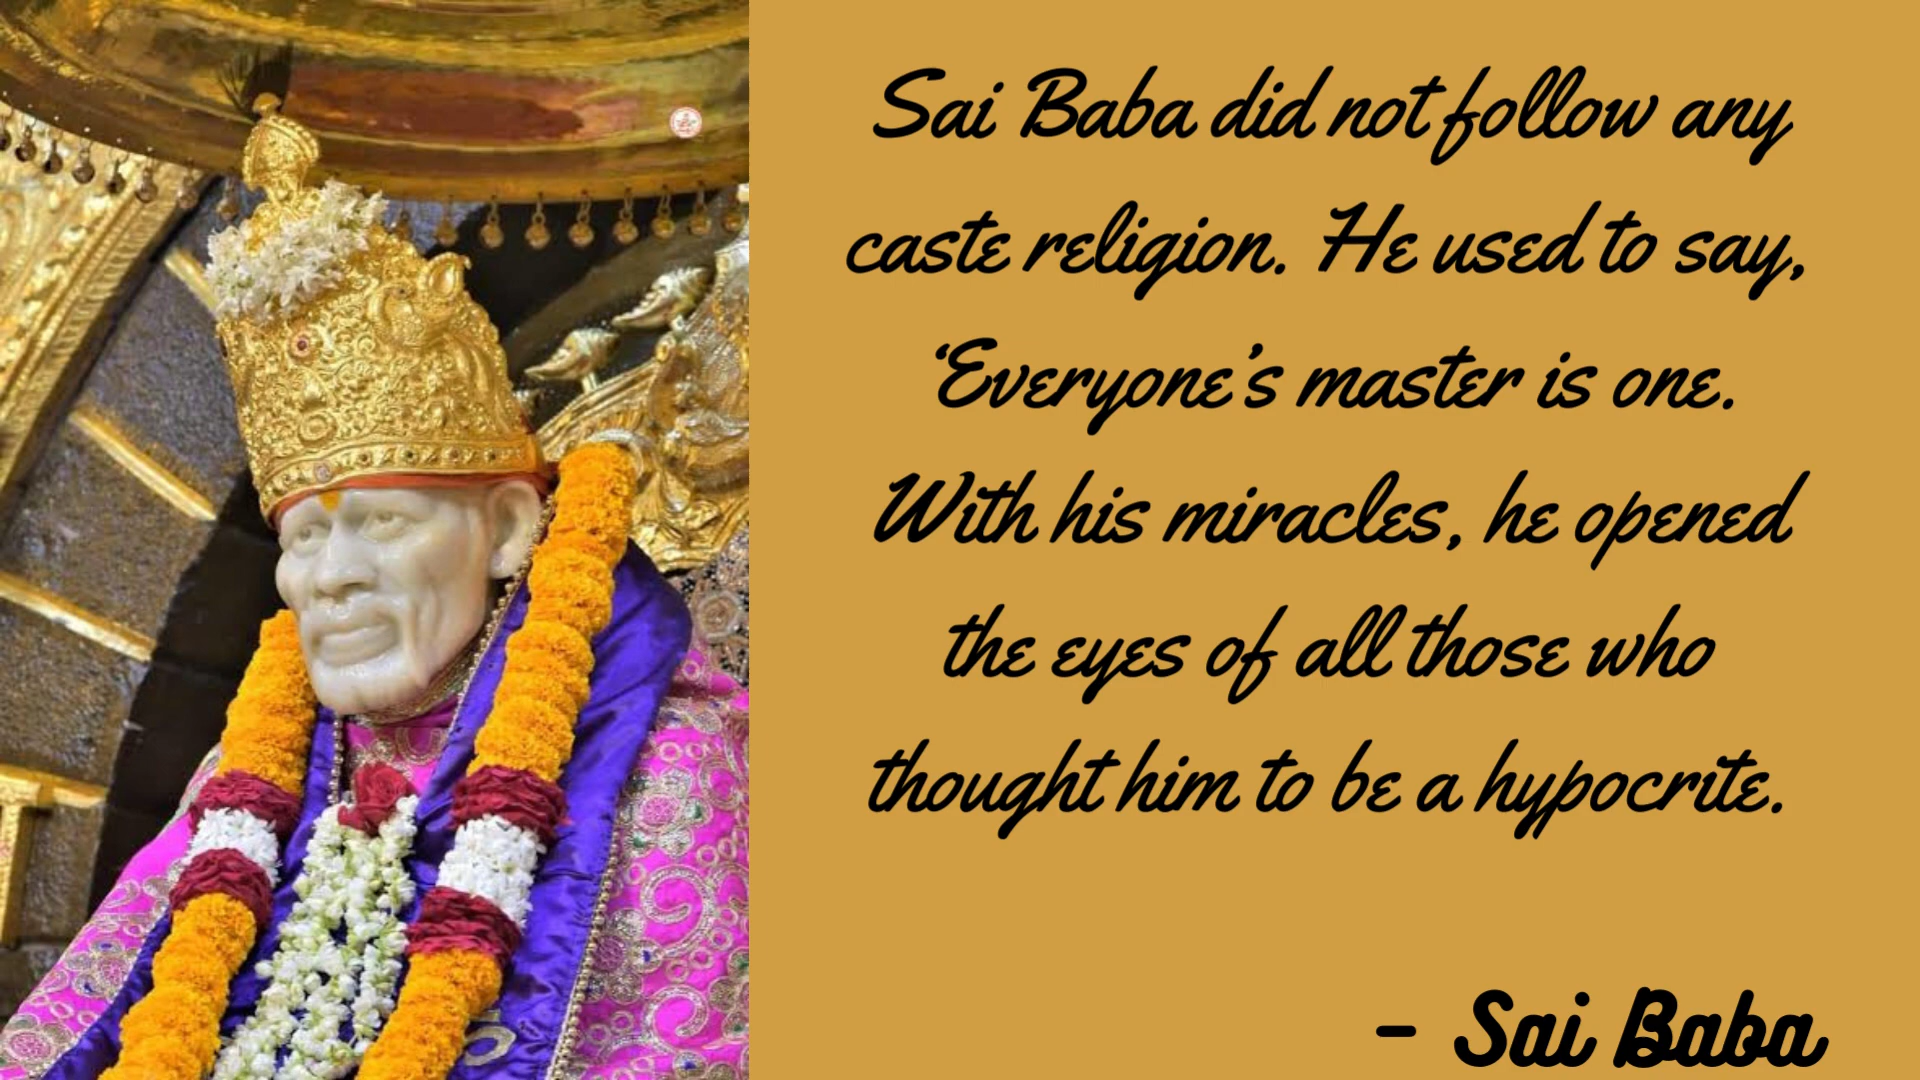 Sai Baba did not follow any
caste religion. He used to say,
‘Everyone’s master is one.
With his miracles, he opened
the eyes of all those who
thought him to be a hypocrite.
- Sai Baba